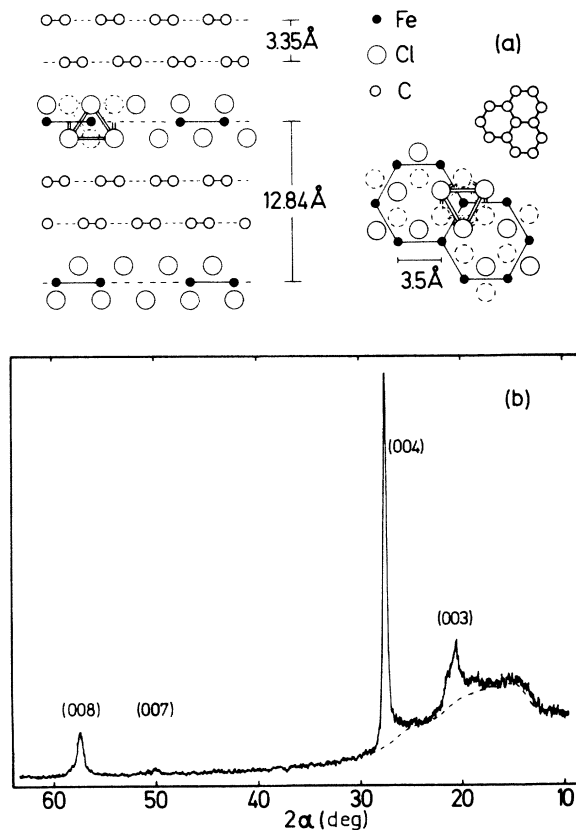 3.35Å
12.84Å
Fe
Cl
C
(a)
3.5Å
(b)
(004)
(003)
(008)
(007)
60 50 40 30 20 10
2α (deg)